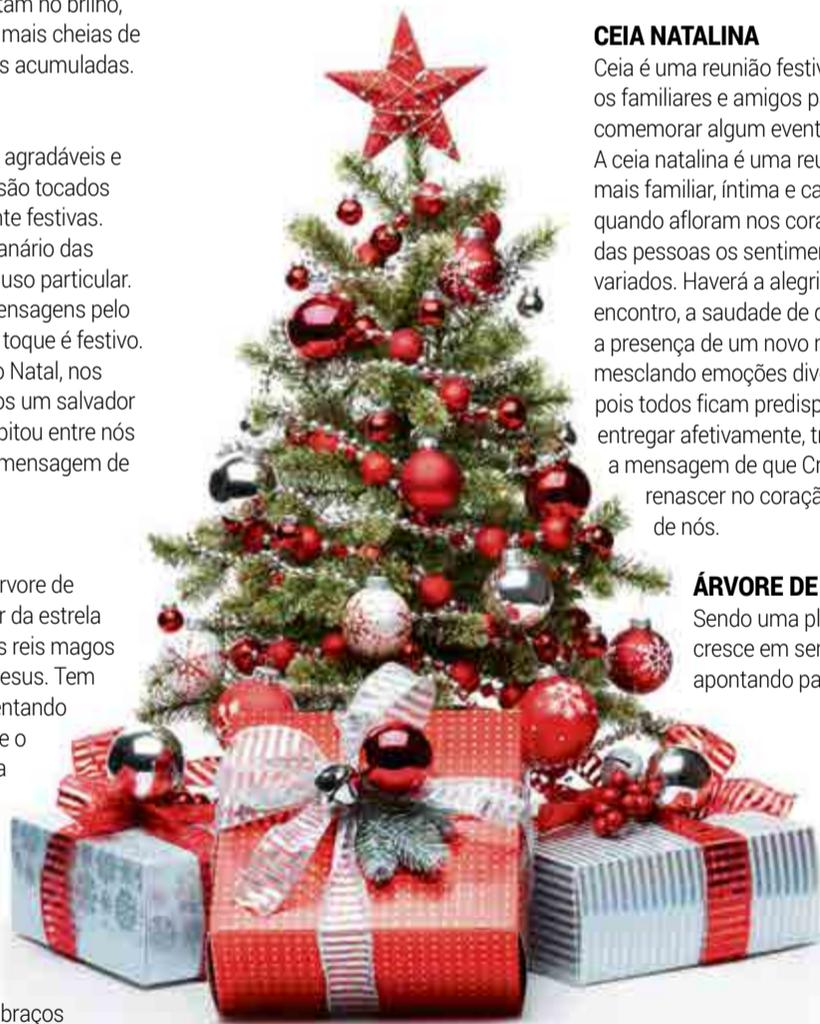 tam no brilho,
mais cheias de
s acumuladas.
agradáveis e
são tocados
nte festivas.
anário das
uso particular.
ensagens pelo
toque é festivo.
o Natal, nos
os um salvador
bitou entre nós
mensagem de
rvore de
r da estrela
s reis magos
esus. Tem
entando
e o
a
braços
CEIA NATALINA
Ceia é uma reunião festiv
os familiares e amigos p
comemorar algum event
A ceia natalina é uma reu
mais familiar, íntima e ca
quando afloram nos cora
das pessoas os sentimen
variados. Haverá a alegri
encontro, a saudade de
a presença de um novo
mesclando emoções div
pois todos ficam predisp
entregar afetivamente, tr
a mensagem de que Cr
renascer no coraçã
de nós.
ÁRVORE DE
Sendo uma pl
cresce em ser
apontando pa